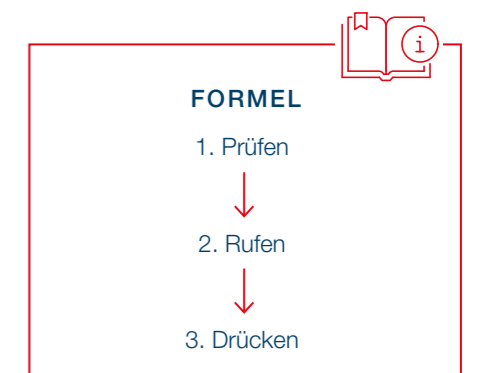 i
FORMEL
1. Prüfen
2. Rufen
3. Drücken